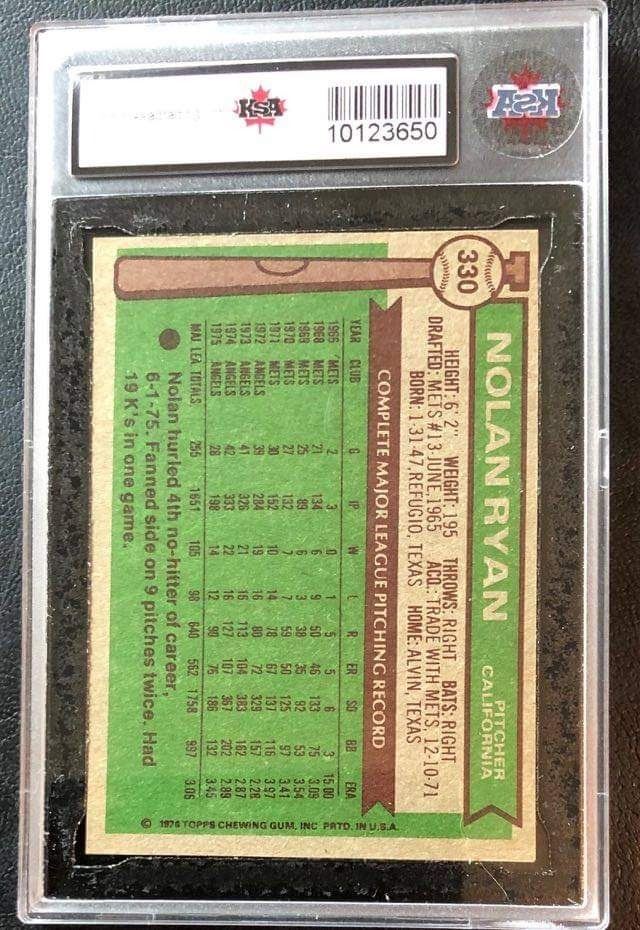 KSA
10123650
KSA
330
NOLAN RYAN
PITCHER
CALIFORNIA
HEIGHT: 6' 2" WEIGHT: 195 THROWS: RIGHT BATS: RIGHT
DRAFTED: METS #13-JUNE, 1965 ACQ.: TRADE WITH METS, 12-10-71
BORN: 1-31-47, REFUGIO, TEXAS HOME: ALVIN, TEXAS
COMPLETE MAJOR LEAGUE PITCHING RECORD
YEAR CLUB G IP W L R ER SO BB ERA
1966 METS 2 3 0 1 5 5 6 3 15.00
1968 METS 21 134 6 9 50 46 133 75 3.09
1969 METS 25 89 6 3 38 35 92 53 3.54
1970 METS 27 132 7 11 59 50 125 97 3.41
1971 METS 30 152 10 14 78 67 137 116 3.97
1972 ANGELS 39 284 19 16 80 72 329 157 2.28
1973 ANGELS 41 326 21 16 113 104 383 162 2.87
1974 ANGELS 42 333 22 16 127 107 367 202 2.89
1975 ANGELS 28 198 14 12 90 76 186 132 3.45
MAJ. LEA. TOTALS 255 1651 105 98 640 562 1758 997 3.06
Nolan hurled 4th no-hitter of career,
6-1-75. Fanned side on 9 pitches twice. Had
19 K's in one game.
© 1976 TOPPS CHEWING GUM, INC. PRTD. IN U.S.A.